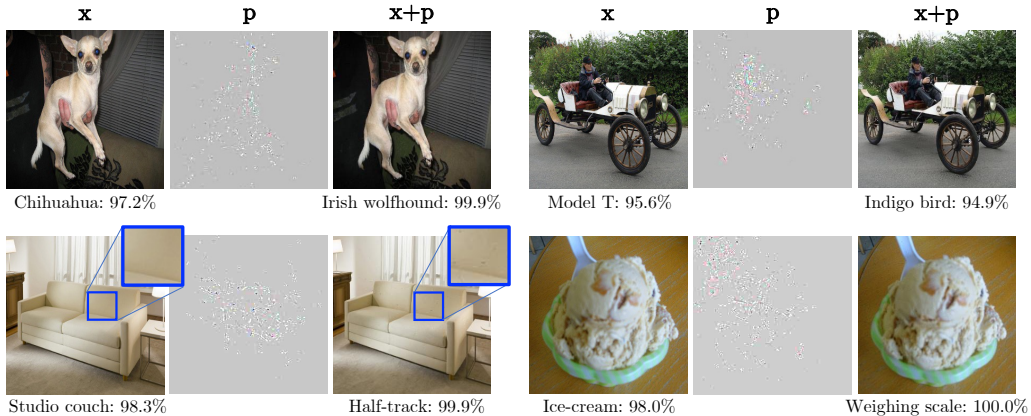 x p x+p x p x+p
Chihuahua: 97.2% Irish wolfhound: 99.9% Model T: 95.6% Indigo bird: 94.9%
Studio couch: 98.3% Half-track: 99.9% Ice-cream: 98.0% Weighing scale: 100.0%